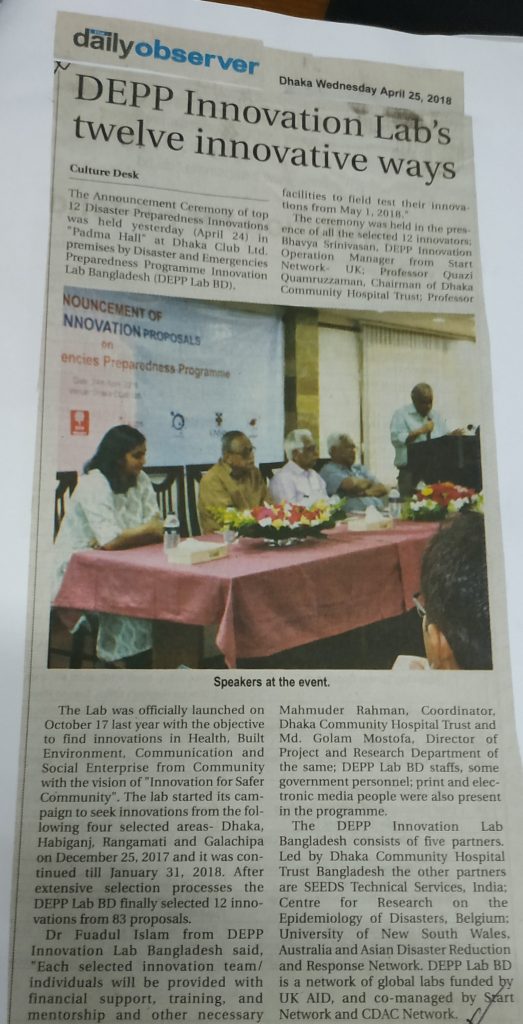 the
dailyobserver
Dhaka Wednesday April 25, 2018
DEPP Innovation Lab's
twelve innovative ways
Culture Desk
The Announcement Ceremony of top
12 Disaster Preparedness Innovations
was held yesterday (April 24) in
"Padma Hall" at Dhaka Club Ltd.
premises by Disaster and Emergencies
Preparedness Programme Innovation
Lab Bangladesh (DEPP Lab BD).
facilities to field test their innova-
tions from May 1, 2018."
The ceremony was held in the pres-
ence of all the selected 12 innovators;
Bhavya Srinivasan, DEPP Innovation
Operation Manager from Start
Network- UK; Professor Quazi
Quamruzzaman, Chairman of Dhaka
Community Hospital Trust; Professor
NOUNCEMENT OF
NNOVATION PROPOSALS
on
encies Preparedness Programme
Speakers at the event.
The Lab was officially launched on
October 17 last year with the objective
to find innovations in Health, Built
Environment, Communication and
Social Enterprise from Community
with the vision of "Innovation for Safer
Community". The lab started its cam-
paign to seek innovations from the fol-
lowing four selected areas- Dhaka,
Habiganj, Rangamati and Galachipa
on December 25, 2017 and it was con-
tinued till January 31, 2018. After
extensive selection processes the
DEPP Lab BD finally selected 12 inno-
vations from 83 proposals.
Dr Fuadul Islam from DEPP
Innovation Lab Bangladesh said,
"Each selected innovation team/
individuals will be provided with
financial support, training, and
mentorship and other necessary
Mahmuder Rahman, Coordinator,
Dhaka Community Hospital Trust and
Md. Golam Mostofa, Director of
Project and Research Department of
the same; DEPP Lab BD staffs, some
government personnel; print and elec-
tronic media people were also present
in the programme.
The DEPP Innovation Lab
Bangladesh consists of five partners.
Led by Dhaka Community Hospital
Trust Bangladesh the other partners
are SEEDS Technical Services, India;
Centre for Research on the
Epidemiology of Disasters, Belgium;
University of New South Wales,
Australia and Asian Disaster Reduction
and Response Network. DEPP Lab BD
is a network of global labs funded by
UK AID, and co-managed by Start
Network and CDAC Network.